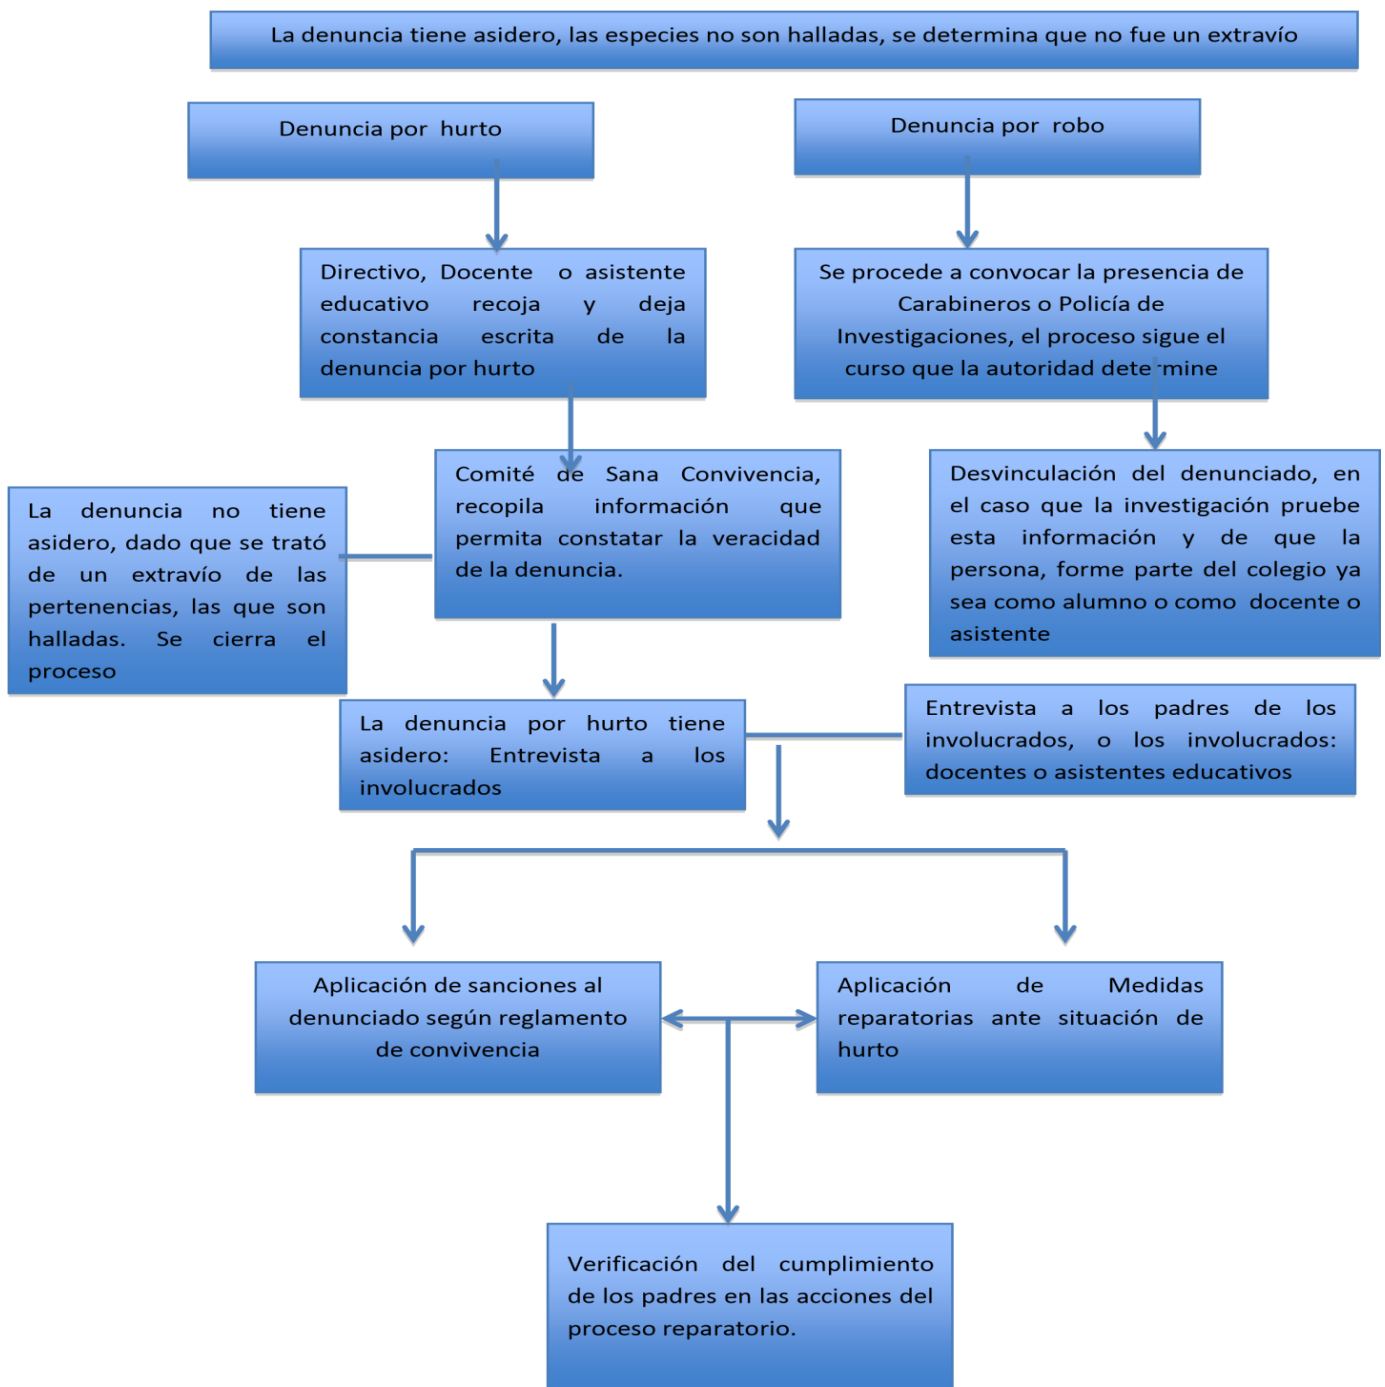 La denuncia tiene asidero, las especies no son halladas, se determina que no fue un extravío
Denuncia por hurto
Denuncia por robo
Directivo, Docente o asistente
educativo recoja y deja
constancia escrita de la
denuncia por hurto
Se procede a convocar la presencia de
Carabineros o Policía de
Investigaciones, el proceso sigue el
curso que la autoridad determine
Comité de Sana Convivencia,
recopila información que
permita constatar la veracidad
de la denuncia.
Desvinculación del denunciado, en
el caso que la investigación pruebe
esta información y de que la
persona, forme parte del colegio ya
sea como alumno o como docente o
asistente
La denuncia no tiene
asidero, dado que se trató
de un extravío de las
pertenencias, las que son
halladas. Se cierra el
proceso
La denuncia por hurto tiene
asidero: Entrevista a los
involucrados
Entrevista a los padres de los
involucrados, o los involucrados:
docentes o asistentes educativos
Aplicación de sanciones al
denunciado según reglamento
de convivencia
Aplicación de Medidas
reparatorias ante situación de
hurto
Verificación del cumplimiento
de los padres en las acciones del
proceso reparatorio.